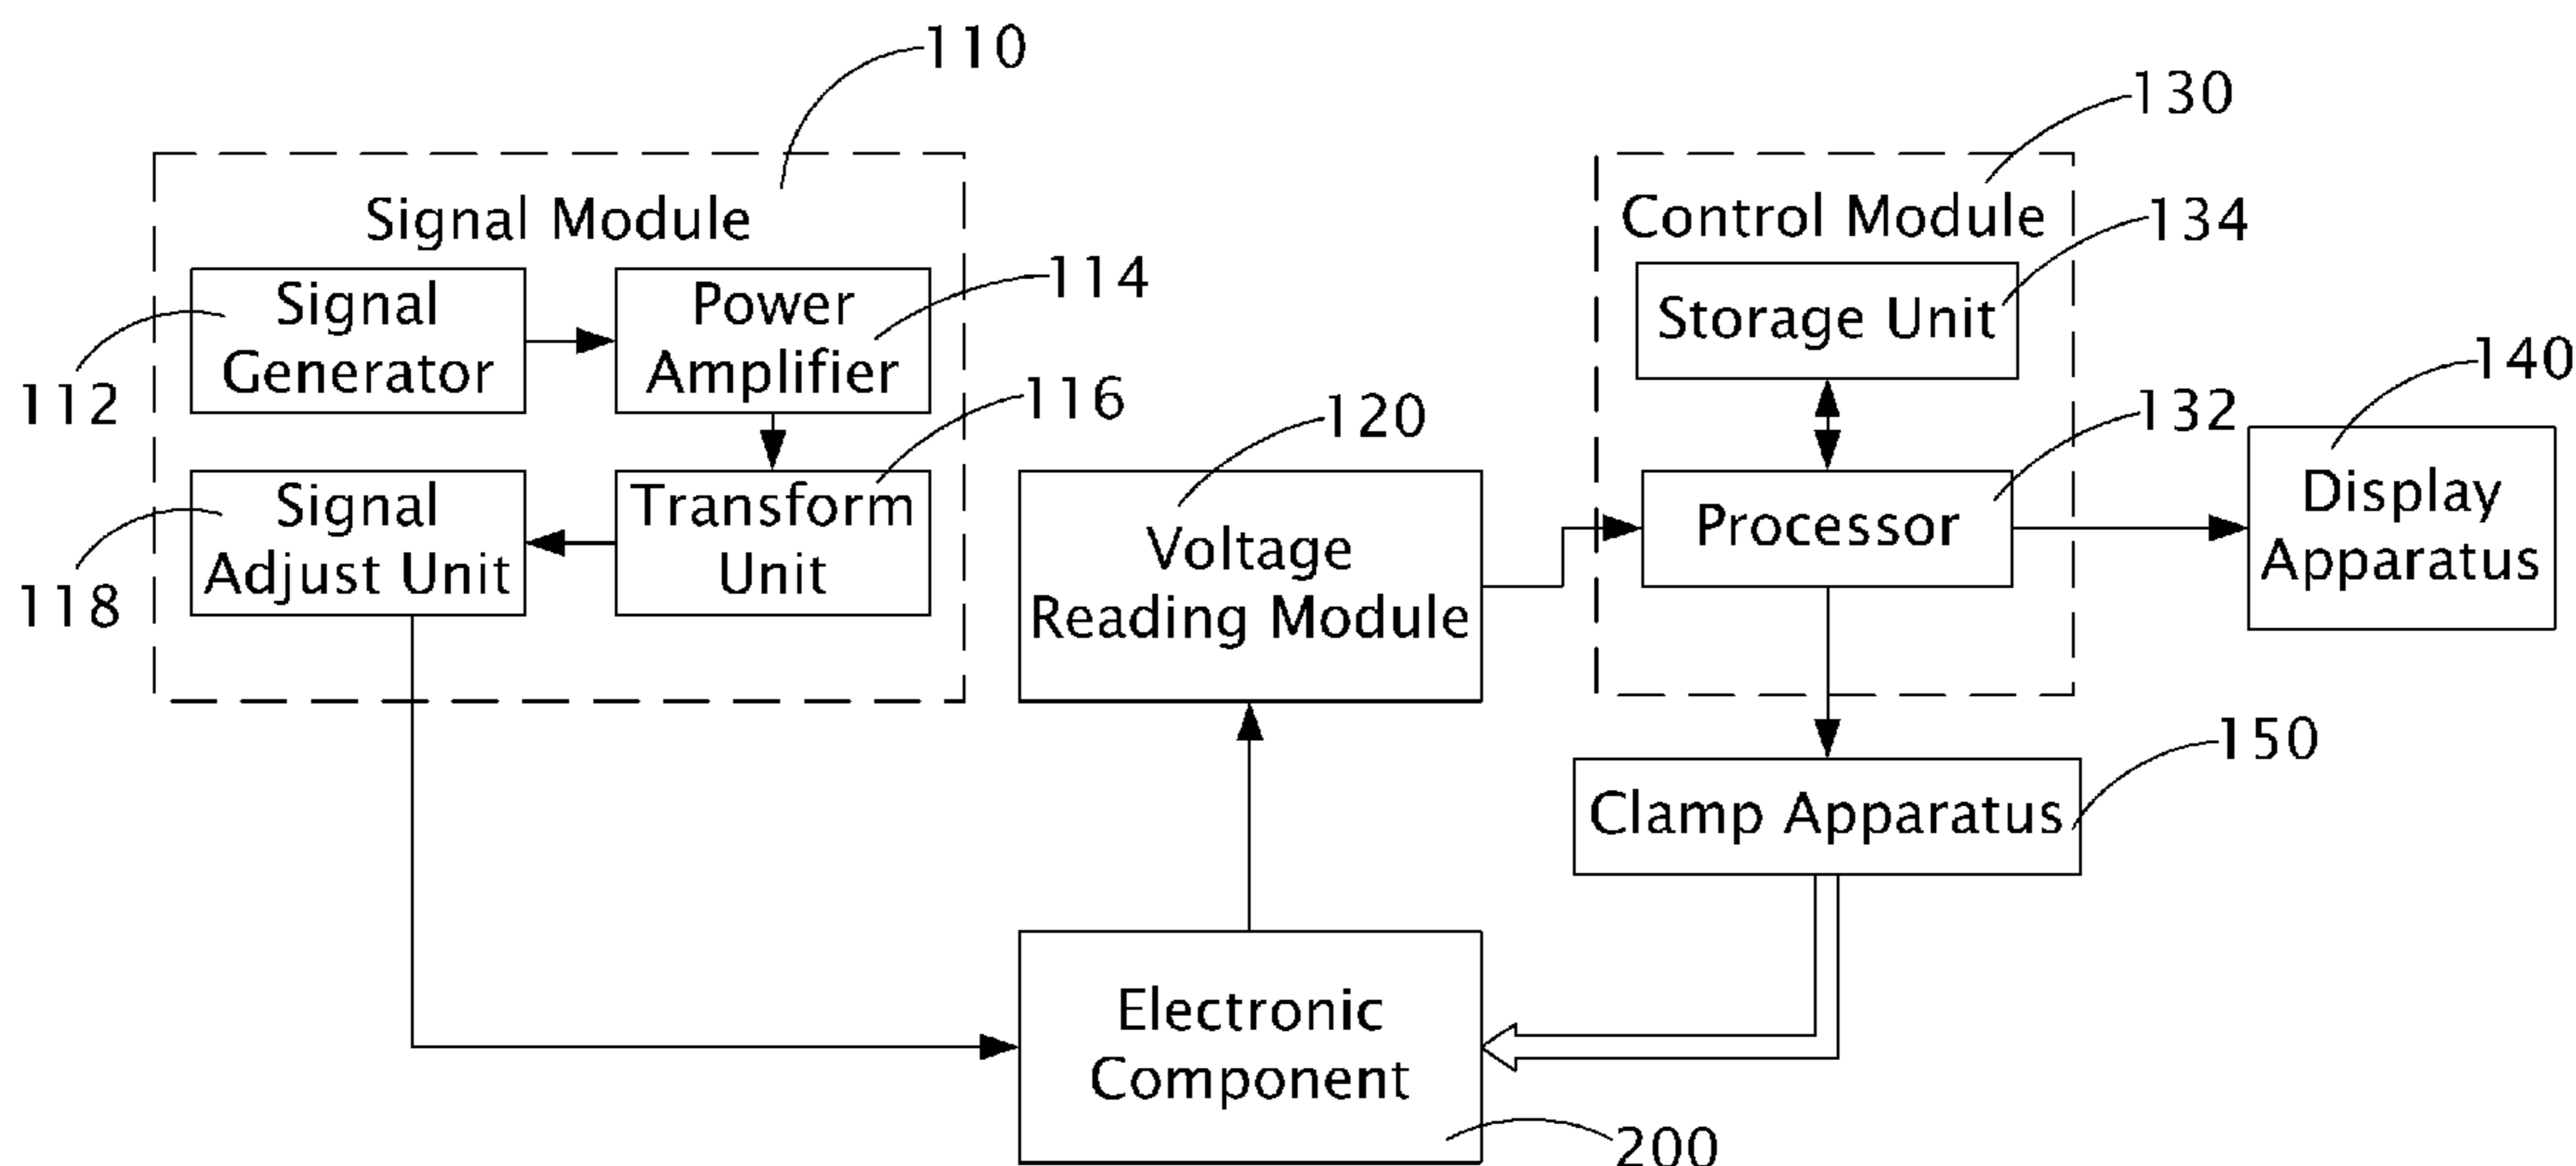 110
130
Signal Module
Control Module
134
Signal
Generator
Power
Amplifier
114
Storage Unit
112
116
120
132
140
Signal
Adjust Unit
Transform
Unit
Voltage
Reading Module
Processor
Display
Apparatus
118
150
Clamp Apparatus
Electronic
Component
200